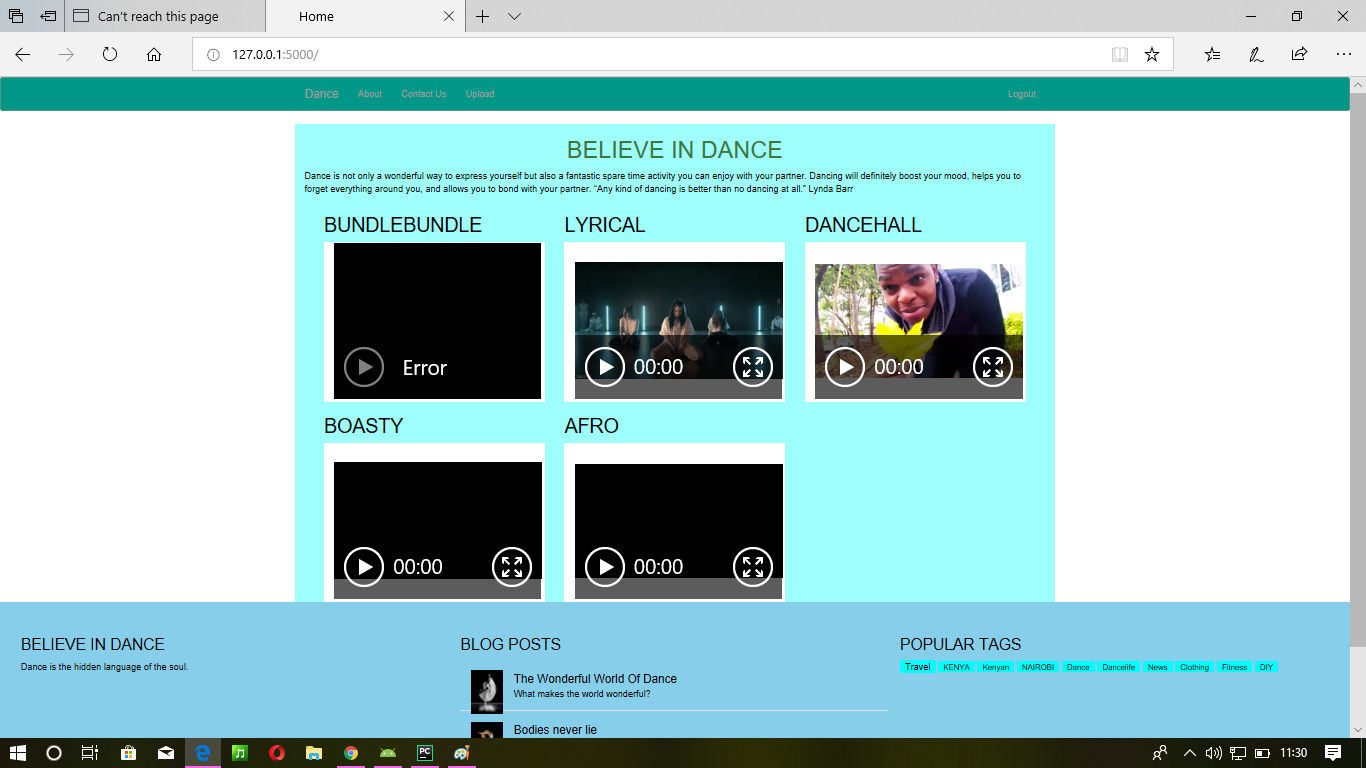 Can't reach this page
Home
127.0.0.1:5000/
Dance
About
Contact Us
Upload
Logout
BELIEVE IN DANCE
Dance is not only a wonderful way to express yourself but also a fantastic spare time activity you can enjoy with your partner. Dancing will definitely boost your mood, helps you to
forget everything around you, and allows you to bond with your partner. “Any kind of dancing is better than no dancing at all.” Lynda Barr
BUNDLEBUNDLE
LYRICAL
DANCEHALL
Error
00:00
00:00
BOASTY
AFRO
00:00
00:00
BELIEVE IN DANCE
Dance is the hidden language of the soul.
BLOG POSTS
The Wonderful World Of Dance
What makes the world wonderful?
Bodies never lie
POPULAR TAGS
Travel KENYA Kenyan NAIROBI Dance Dancelife News Clothing Fitness DIY
PC
11:30